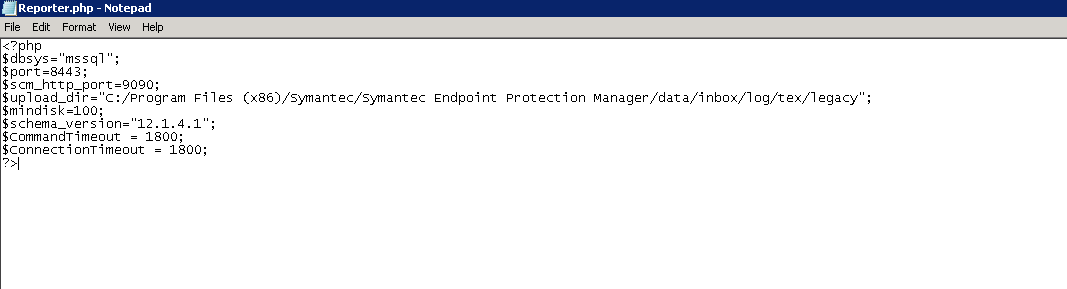 Reporter.php - Notepad
File Edit Format View Help
<?php
$dbsys="mssql";
$port=8443;
$scm_http_port=9090;
$upload_dir="C:/Program Files (x86)/Symantec/Symantec Endpoint Protection Manager/data/inbox/log/tex/legacy";
$mindisk=100;
$schema_version="12.1.4.1";
$CommandTimeout = 1800;
$ConnectionTimeout = 1800;
?>